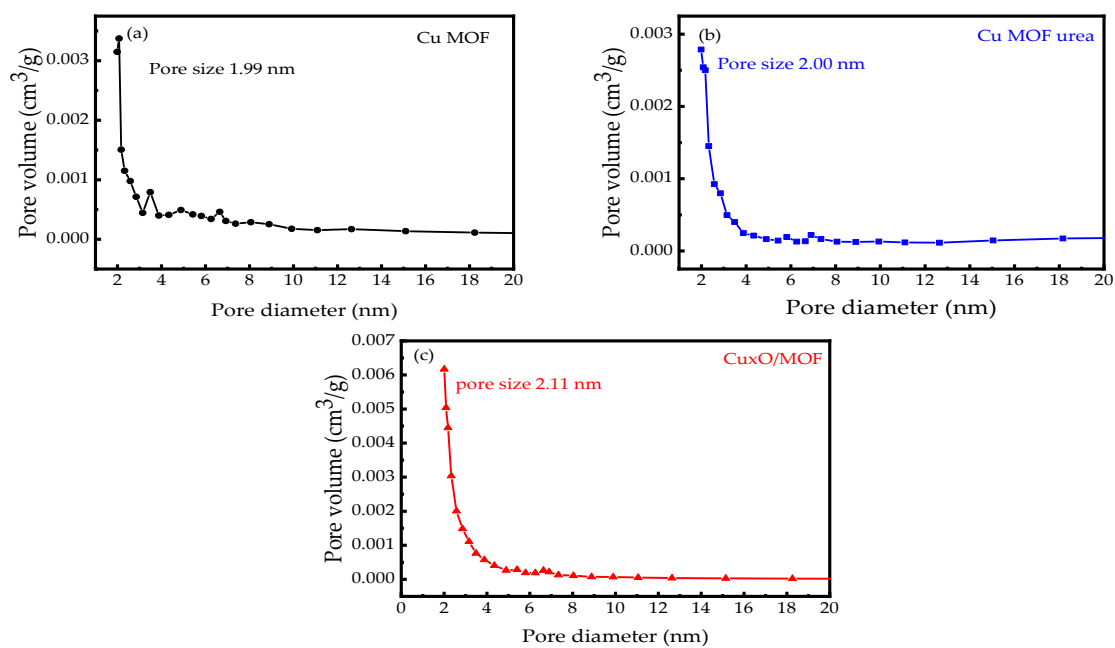 (a)
Cu MOF
Pore size 1.99 nm
0.003
0.002
0.001
0.000
Pore volume (cm³/g)
2 4 6 8 10 12 14 16 18 20
Pore diameter (nm)
(b)
Cu MOF urea
Pore size 2.00 nm
0.003
0.002
0.001
0.000
Pore volume (cm³/g)
2 4 6 8 10 12 14 16 18 20
Pore diameter (nm)
(c)
CuxO/MOF
pore size 2.11 nm
0.007
0.006
0.005
0.004
0.003
0.002
0.001
0.000
Pore volume (cm³/g)
0 2 4 6 8 10 12 14 16 18 20
Pore diameter (nm)